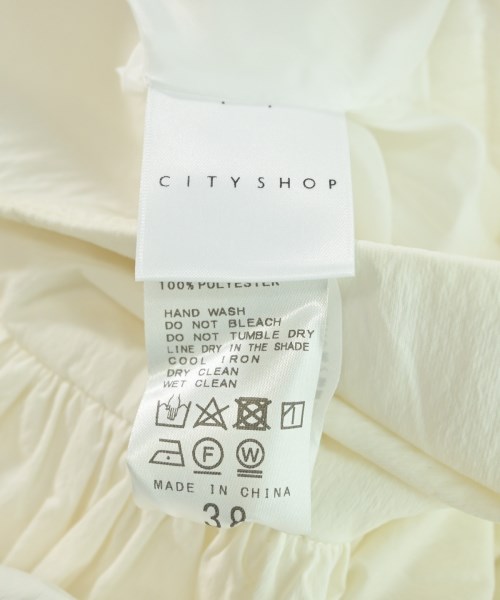 CITYSHOP
100% POLYESTER
HAND WASH
DO NOT BLEACH
DO NOT TUMBLE DRY
LINE DRY IN THE SHADE
COOL IRON
DRY CLEAN
WET CLEAN
F W
MADE IN CHINA
38